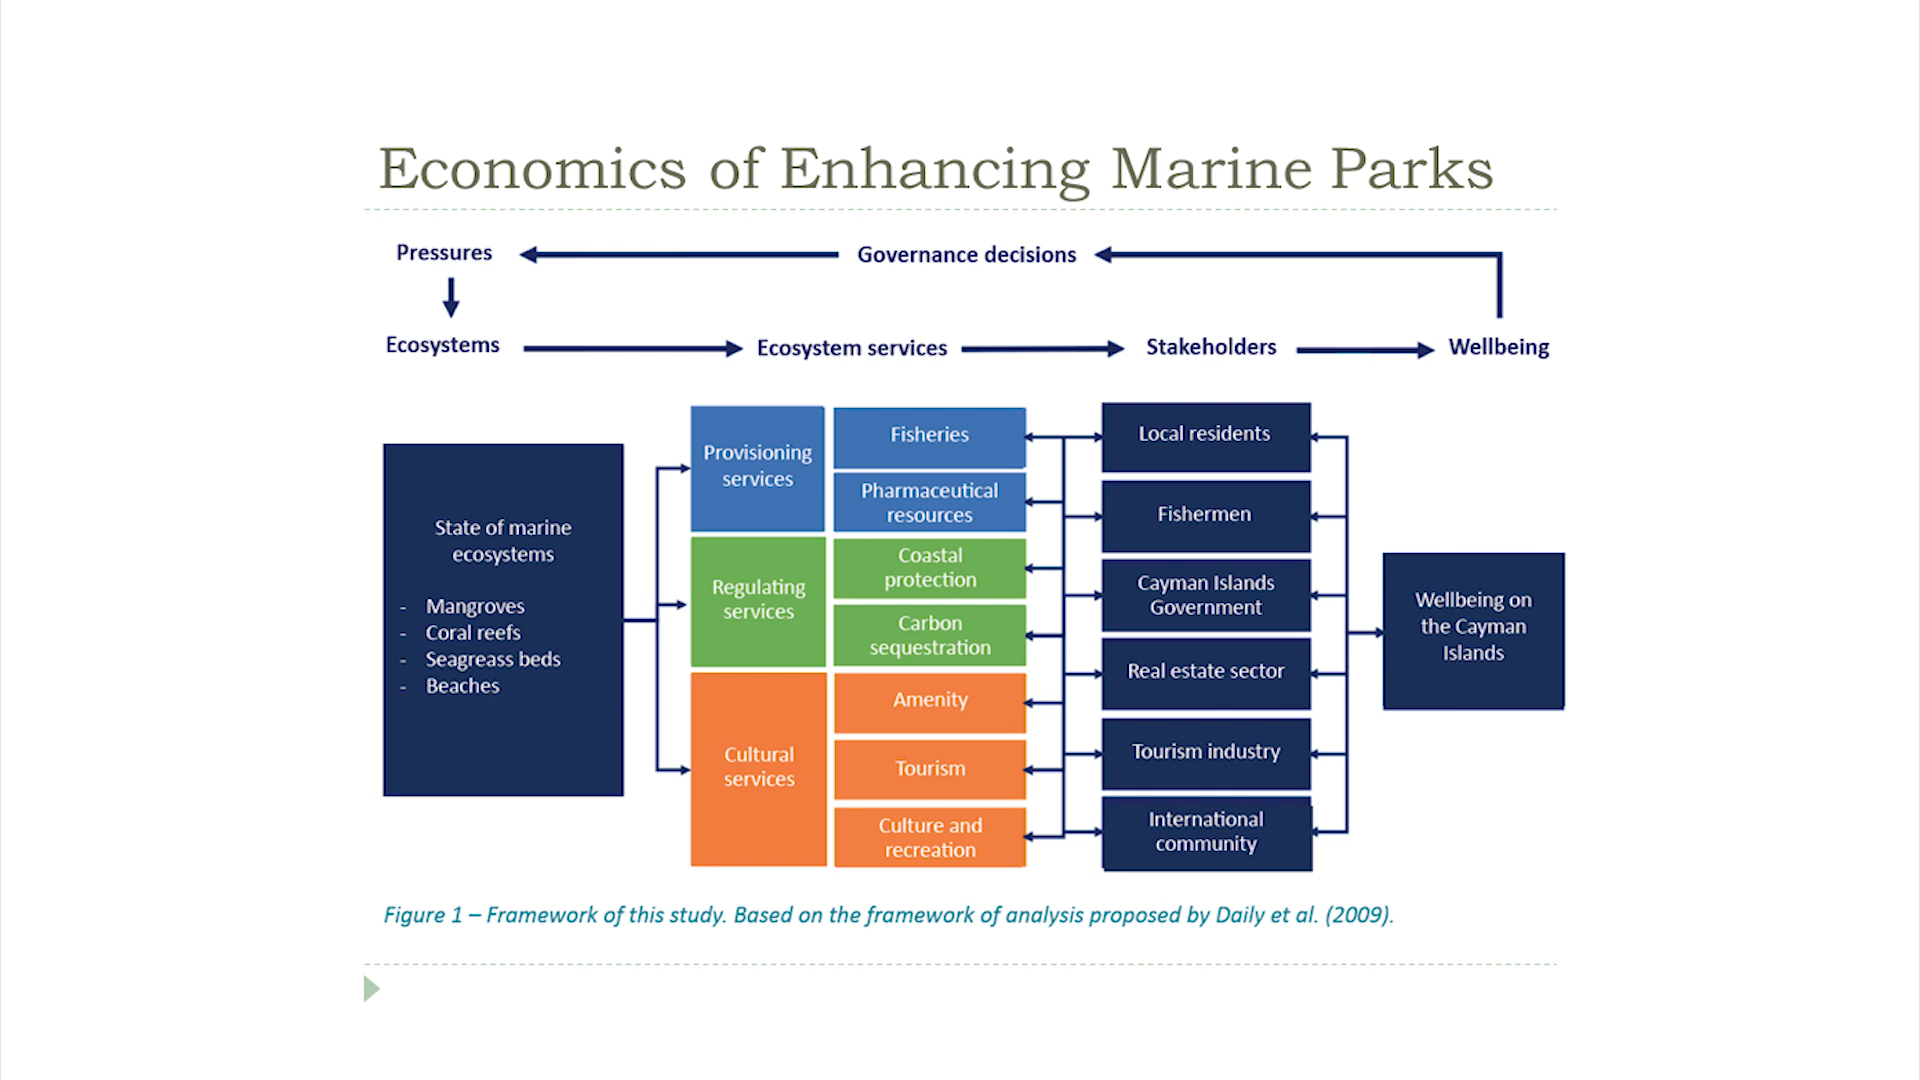 Economics of Enhancing Marine Parks
Pressures
Governance decisions
Ecosystems
Ecosystem services
Stakeholders
Wellbeing
State of marine
ecosystems
- Mangroves
- Coral reefs
- Seagreass beds
- Beaches
Provisioning
services
Regulating
services
Cultural
services
Fisheries
Pharmaceutical
resources
Coastal
protection
Carbon
sequestration
Amenity
Tourism
Culture and
recreation
Local residents
Fishermen
Cayman Islands
Government
Real estate sector
Tourism industry
International
community
Wellbeing on
the Cayman
Islands
Figure 1 – Framework of this study. Based on the framework of analysis proposed by Daily et al. (2009).